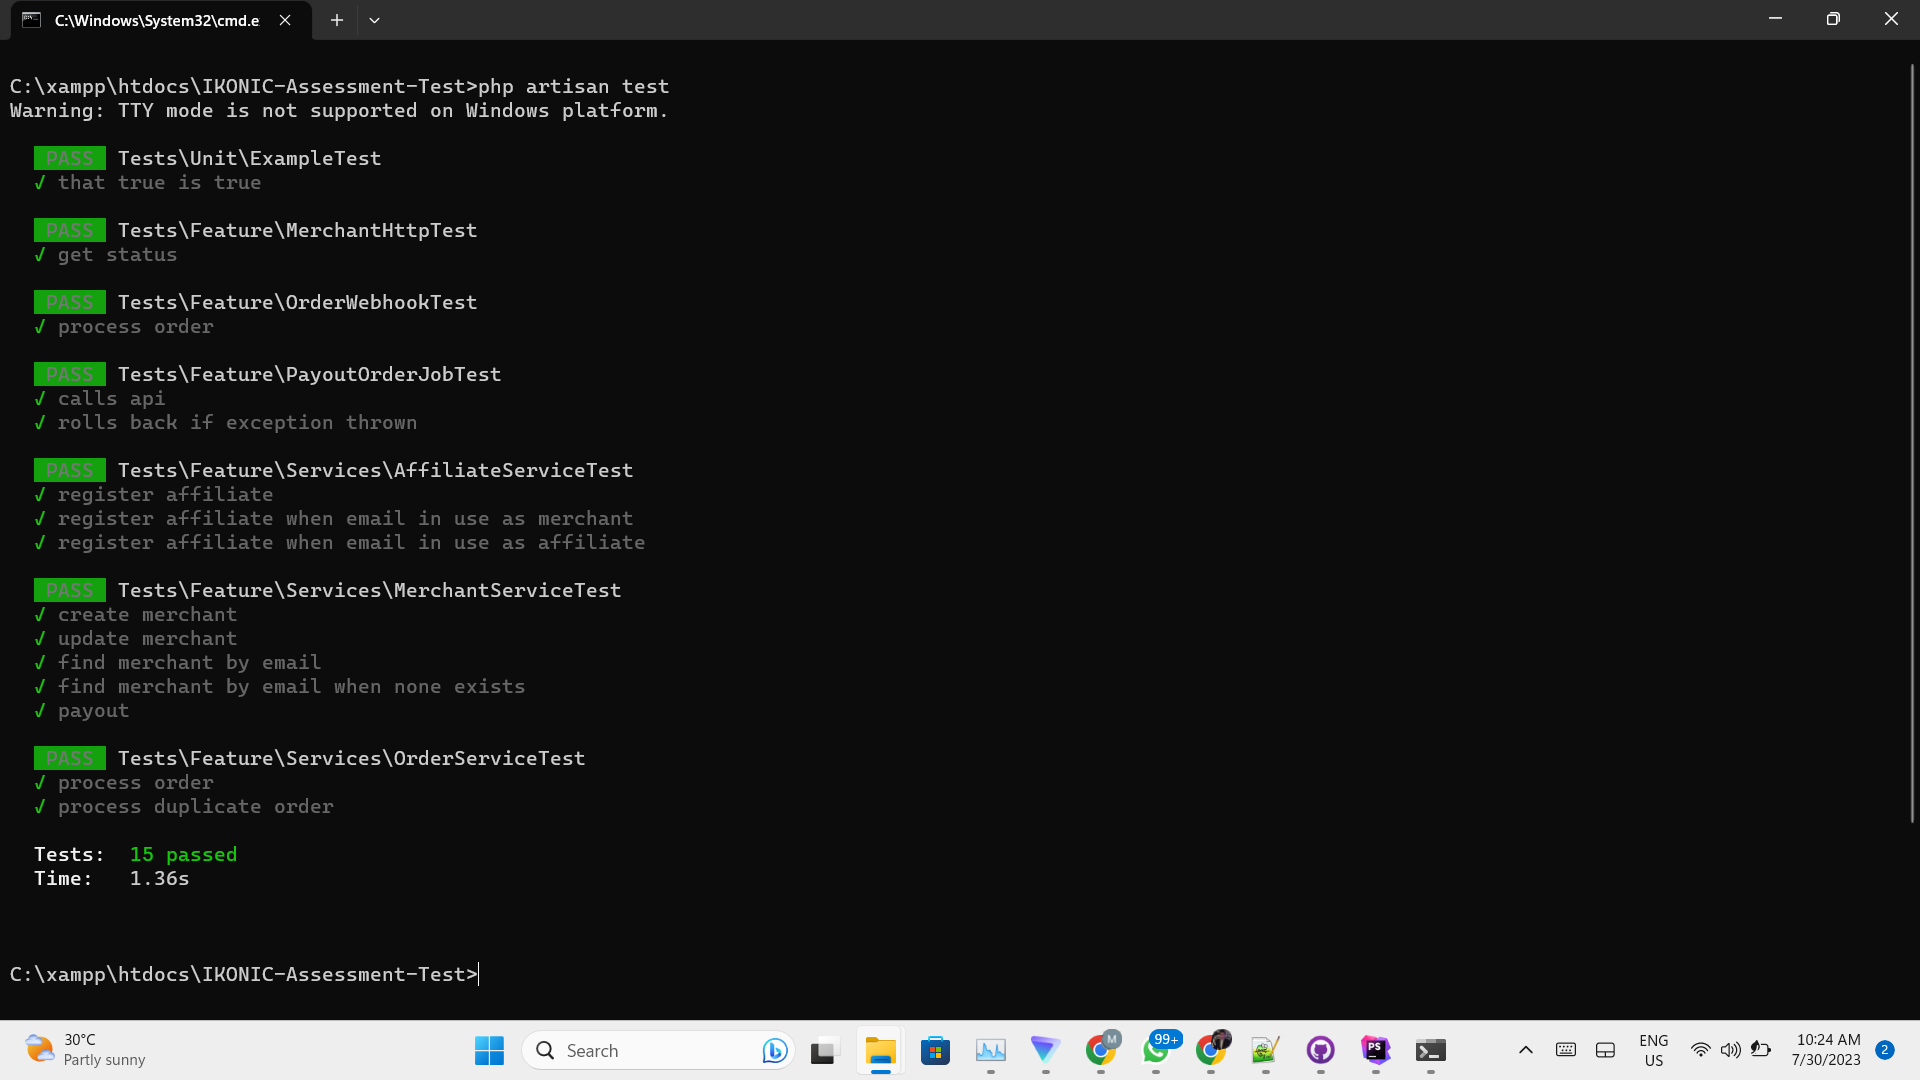 C:\Windows\System32\cmd.e
C:\xampp\htdocs\IKONIC-Assessment-Test>php artisan test
Warning: TTY mode is not supported on Windows platform.
PASS Tests\Unit\ExampleTest
✓ that true is true
PASS Tests\Feature\MerchantHttpTest
✓ get status
PASS Tests\Feature\OrderWebhookTest
✓ process order
PASS Tests\Feature\PayoutOrderJobTest
✓ calls api
✓ rolls back if exception thrown
PASS Tests\Feature\Services\AffiliateServiceTest
✓ register affiliate
✓ register affiliate when email in use as merchant
✓ register affiliate when email in use as affiliate
PASS Tests\Feature\Services\MerchantServiceTest
✓ create merchant
✓ update merchant
✓ find merchant by email
✓ find merchant by email when none exists
✓ payout
PASS Tests\Feature\Services\OrderServiceTest
✓ process order
✓ process duplicate order
Tests: 15 passed
Time: 1.36s
C:\xampp\htdocs\IKONIC-Assessment-Test>
30°C
Partly sunny
Search
M
99+
PS
ENG
US
10:24 AM
7/30/2023
2